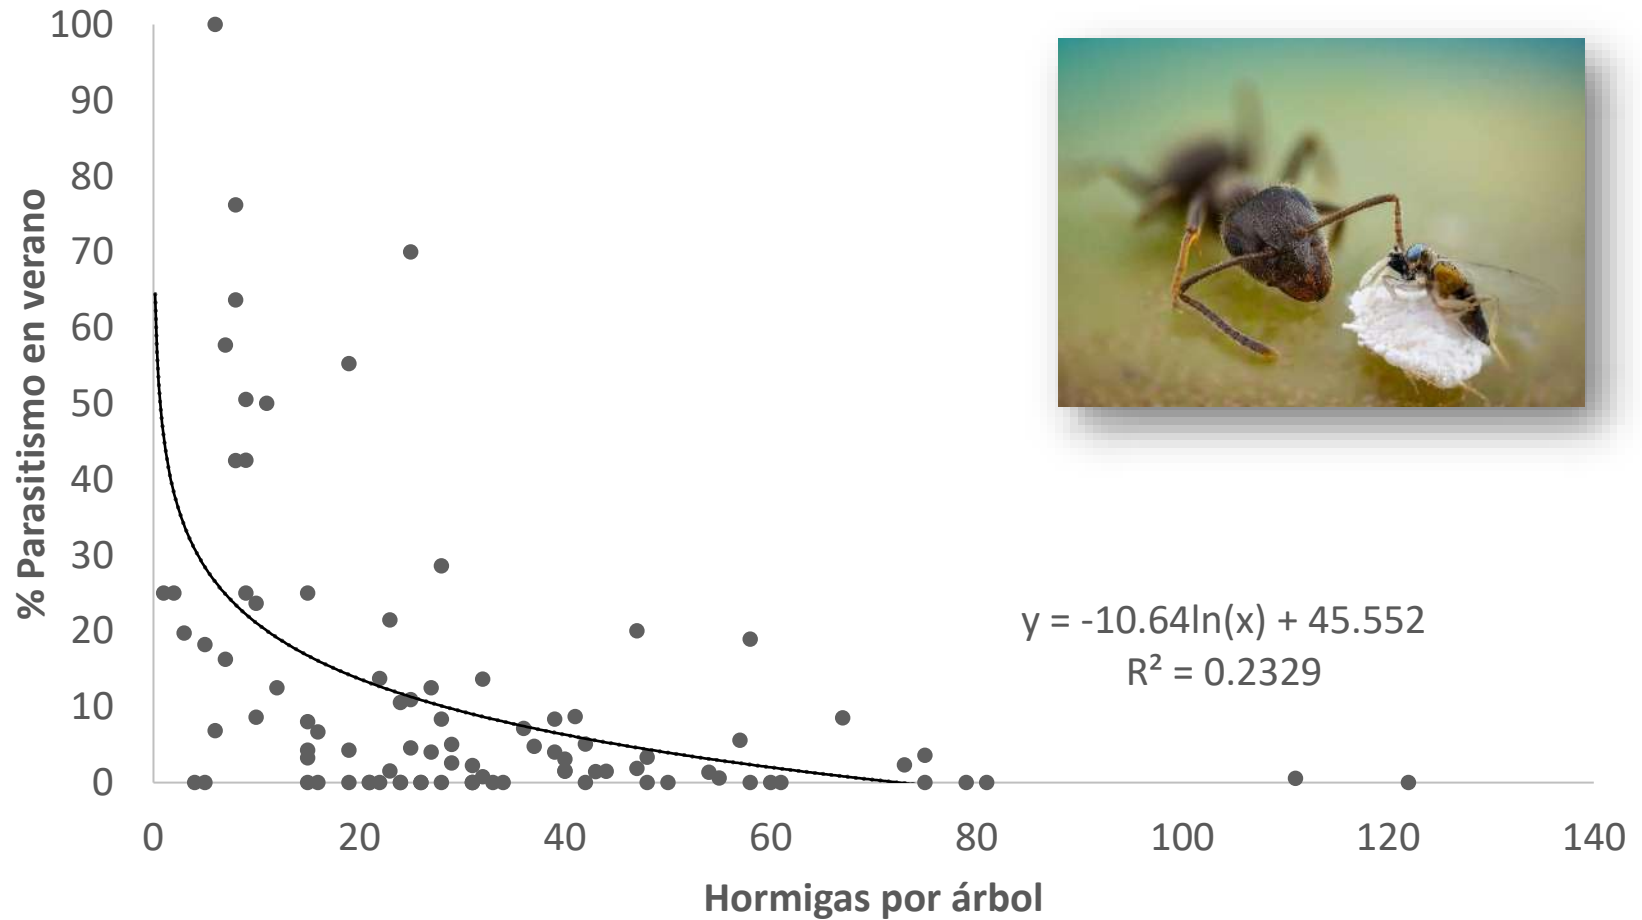 % Parasitismo en verano
100
90
80
70
60
50
40
30
20
10
0
y = -10.64ln(x) + 45.552
R² = 0.2329
0 20 40 60 80 100 120 140
Hormigas por árbol